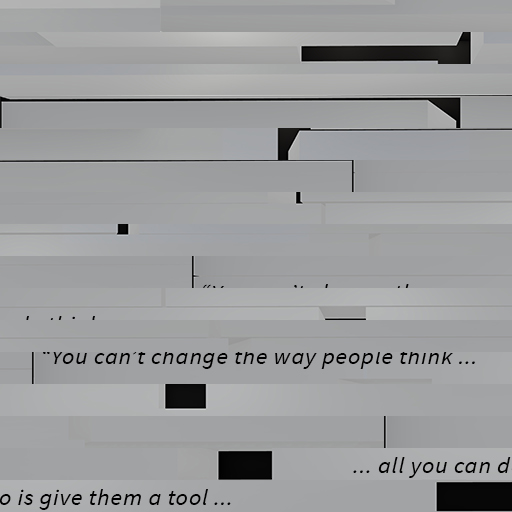 “You can’t change the way people think ...
... all you can d
o is give them a tool ...